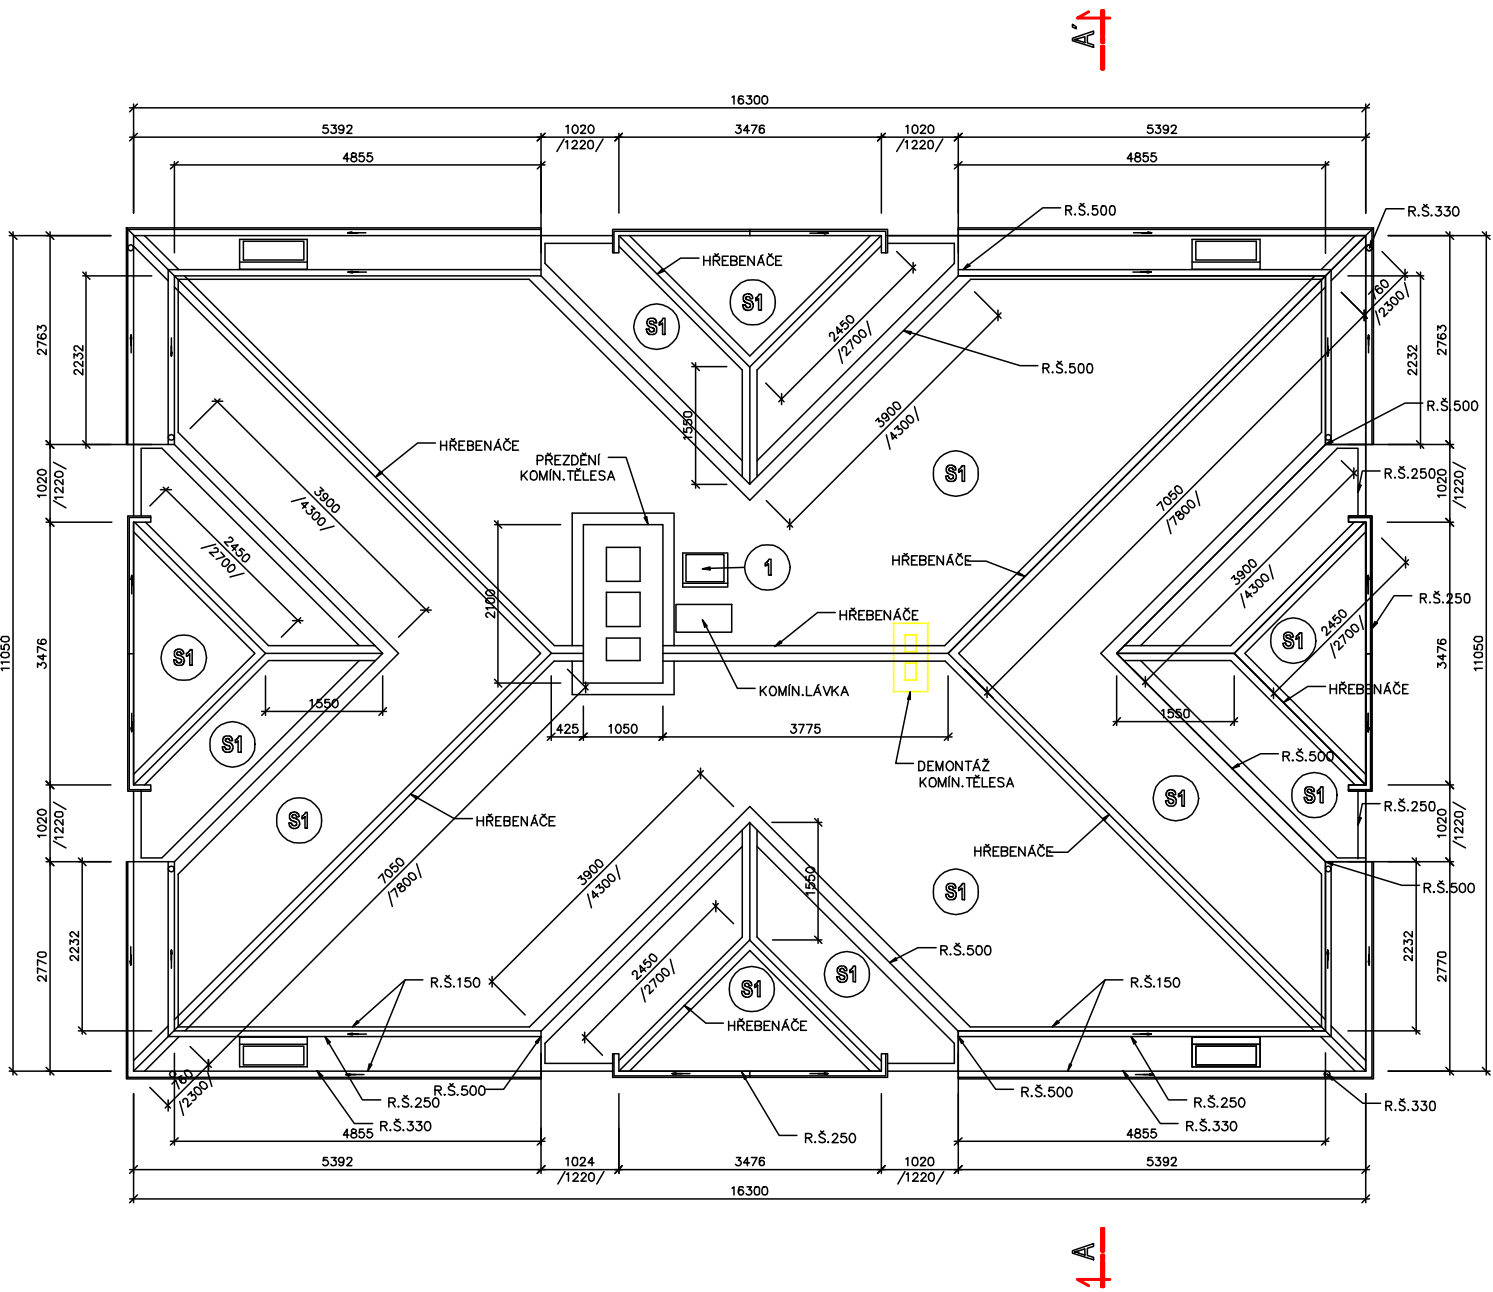 A'
16300
5392
1020
/1220/
3476
1020
/1220/
5392
4855
4855
R.Š.500
R.Š.330
HŘEBENÁČE
S1
S1
2450
/2700/
760
/2300/
2763
2232
2763
2232
R.Š.500
1550
3900
/4300/
R.Š.500
HŘEBENÁČE
PŘEZDĚNÍ
KOMÍN.TĚLESA
S1
R.Š.250
1020
/1220/
1020
/1220/
3900
/4300/
7050
/7800/
2450
/2700/
HŘEBENÁČE
1
3900
/4300/
2100
R.Š.250
HŘEBENÁČE
2450
/2700/
S1
S1
11050
3476
3476
11050
KOMÍN.LÁVKA
HŘEBENÁČE
1550
1550
425
1050
3775
S1
R.Š.500
DEMONTÁŽ
KOMÍN.TĚLESA
S1
S1
R.Š.250
1020
/1220/
1020
/1220/
S1
HŘEBENÁČE
HŘEBENÁČE
7050
/7800/
3900
/4300/
1550
S1
R.Š.500
2232
2770
R.Š.500
2232
2770
2450
/2700/
S1
S1
R.Š.150
R.Š.150
HŘEBENÁČE
760
/2300/
R.Š.500
R.Š.250
R.Š.330
R.Š.500
R.Š.250
R.Š.330
R.Š.330
R.Š.250
4855
4855
5392
1024
/1220/
3476
1020
/1220/
5392
16300
A